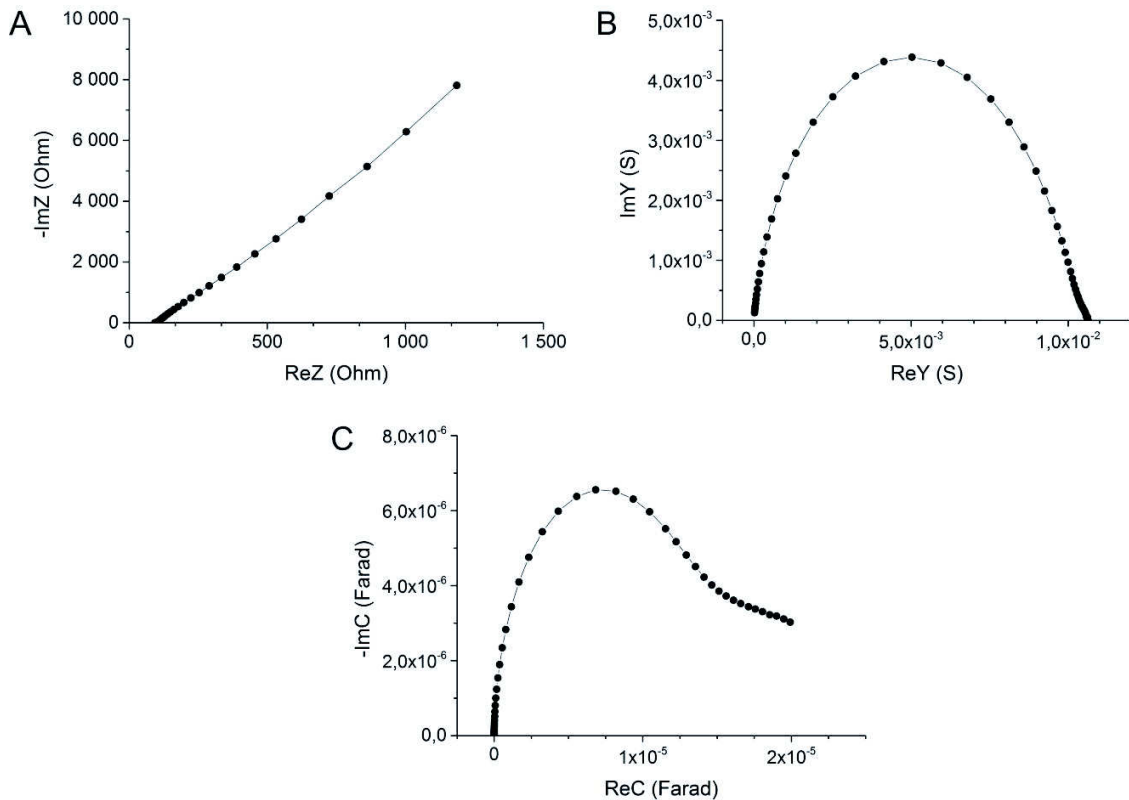 A
10 000
8 000
6 000
4 000
2 000
0
-ImZ (Ohm)
0
500
1 000
1 500
ReZ (Ohm)
B
5,0x10⁻³
4,0x10⁻³
3,0x10⁻³
2,0x10⁻³
1,0x10⁻³
0,0
ImY (S)
0,0
5,0x10⁻³
1,0x10⁻²
ReY (S)
C
8,0x10⁻⁶
6,0x10⁻⁶
4,0x10⁻⁶
2,0x10⁻⁶
0,0
-ImC (Farad)
0
1x10⁻⁵
2x10⁻⁵
ReC (Farad)